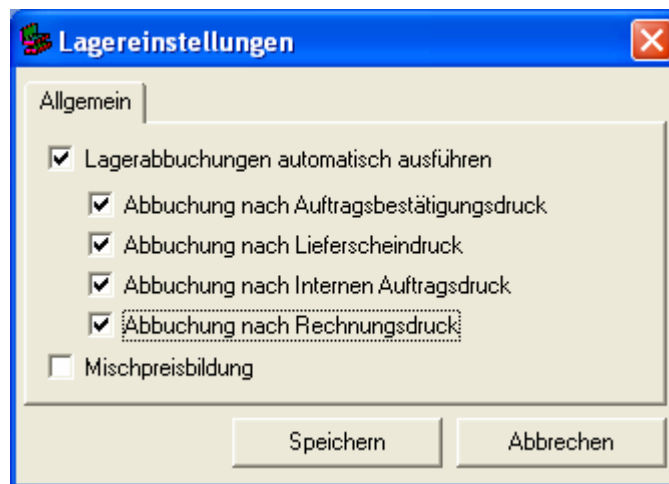 Lagereinstellungen
Allgemein
Lagerabbuchungen automatisch ausführen
Abbuchung nach Auftragsbestätigungsdruck
Abbuchung nach Lieferscheindruck
Abbuchung nach Internen Auftragsdruck
Abbuchung nach Rechnungsdruck
Mischpreisbildung
Speichern Abbrechen